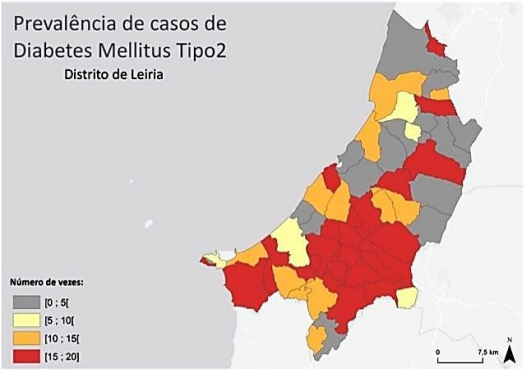 Prevalência de casos de
Diabetes Mellitus Tipo2
Distrito de Leiria
Número de vezes:
[0 ; 5[
[5 ; 10[
[10 ; 15[
[15 ; 20]
0 7,5 km
N